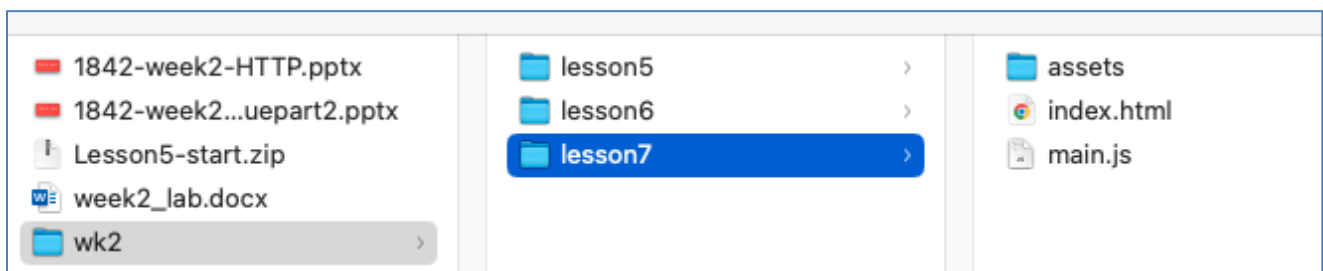 1842-week2-HTTP.pptx
1842-week2...uepart2.pptx
Lesson5-start.zip
week2_lab.docx
wk2
lesson5
lesson6
lesson7
assets
index.html
main.js